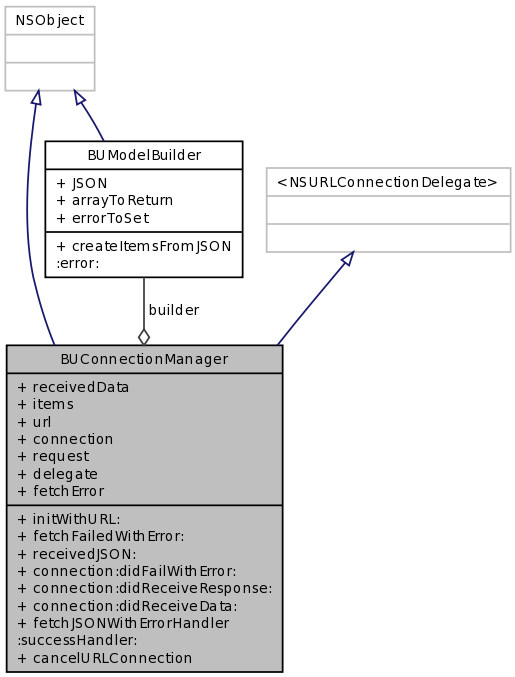 NSObject
BUModelBuilder
+ JSON
+ arrayToReturn
+ errorToSet
+ createItemsFromJSON
:error:
<NSURLConnectionDelegate>
builder
BUConnectionManager
+ receivedData
+ items
+ url
+ connection
+ request
+ delegate
+ fetchError
+ initWithURL:
+ fetchFailedWithError:
+ receivedJSON:
+ connection:didFailWithError:
+ connection:didReceiveResponse:
+ connection:didReceiveData:
+ fetchJSONWithErrorHandler
:successHandler:
+ cancelURLConnection